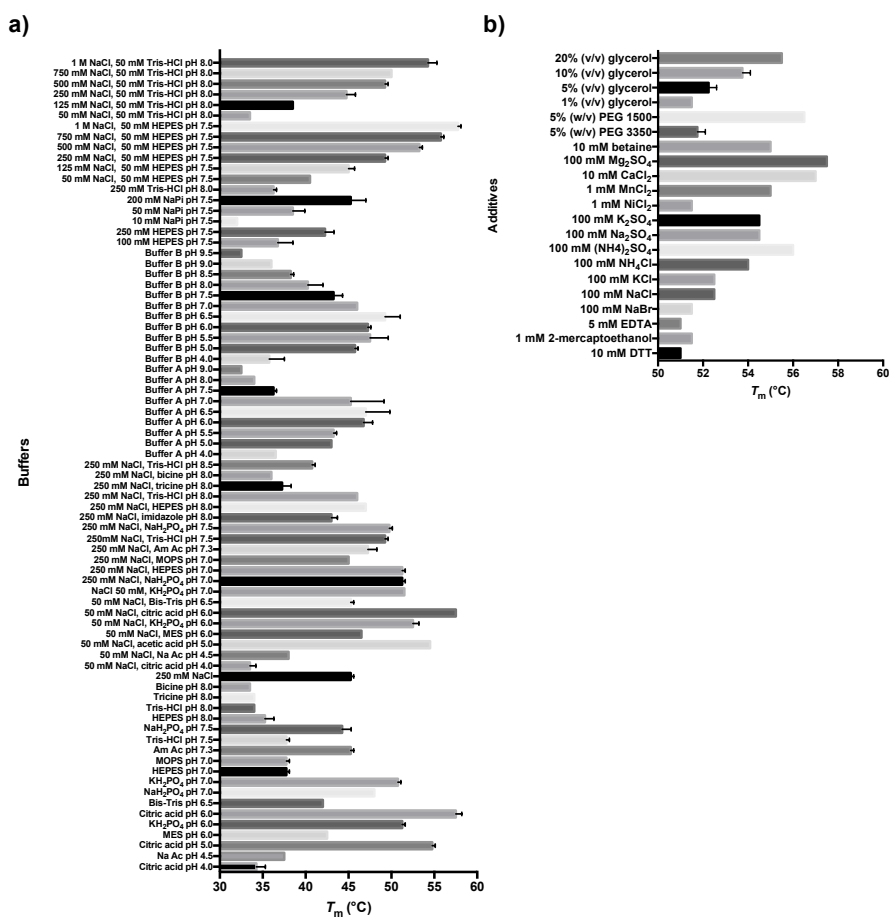 a)
1 M NaCl, 50 mM Tris-HCl pH 8.0
750 mM NaCl, 50 mM Tris-HCl pH 8.0
500 mM NaCl, 50 mM Tris-HCl pH 8.0
250 mM NaCl, 50 mM Tris-HCl pH 8.0
125 mM NaCl, 50 mM Tris-HCl pH 8.0
50 mM NaCl, 50 mM Tris-HCl pH 8.0
1 M NaCl, 50 mM HEPES pH 7.5
750 mM NaCl, 50 mM HEPES pH 7.5
500 mM NaCl, 50 mM HEPES pH 7.5
250 mM NaCl, 50 mM HEPES pH 7.5
125 mM NaCl, 50 mM HEPES pH 7.5
50 mM NaCl, 50 mM HEPES pH 7.5
250 mM Tris-HCl pH 8.0
200 mM NaPi pH 7.5
50 mM NaPi pH 7.5
10 mM NaPi pH 7.5
250 mM HEPES pH 7.5
100 mM HEPES pH 7.5
Buffer B pH 9.5
Buffer B pH 9.0
Buffer B pH 8.5
Buffer B pH 8.0
Buffer B pH 7.5
Buffer B pH 7.0
Buffer B pH 6.5
Buffer B pH 6.0
Buffer B pH 5.5
Buffer B pH 5.0
Buffer B pH 4.0
Buffer A pH 9.0
Buffer A pH 8.0
Buffer A pH 7.5
Buffer A pH 7.0
Buffer A pH 6.5
Buffer A pH 6.0
Buffer A pH 5.5
Buffer A pH 5.0
Buffer A pH 4.0
250 mM NaCl, Tris-HCl pH 8.5
250 mM NaCl, bicine pH 8.0
250 mM NaCl, tricine pH 8.0
250 mM NaCl, Tris-HCl pH 8.0
250 mM NaCl, HEPES pH 8.0
250 mM NaCl, imidazole pH 8.0
250 mM NaCl, NaH₂PO₄ pH 7.5
250mM NaCl, Tris-HCl pH 7.5
250 mM NaCl, Am Ac pH 7.3
250 mM NaCl, MOPS pH 7.0
250 mM NaCl, HEPES pH 7.0
250 mM NaCl, NaH₂PO₄ pH 7.0
NaCl 50 mM, KH₂PO₄ pH 7.0
50 mM NaCl, Bis-Tris pH 6.5
50 mM NaCl, citric acid pH 6.0
50 mM NaCl, KH₂PO₄ pH 6.0
50 mM NaCl, MES pH 6.0
50 mM NaCl, acetic acid pH 5.0
50 mM NaCl, Na Ac pH 4.5
50 mM NaCl, citric acid pH 4.0
250 mM NaCl
Bicine pH 8.0
Tricine pH 8.0
Tris-HCl pH 8.0
HEPES pH 8.0
NaH₂PO₄ pH 7.5
Tris-HCl pH 7.5
Am Ac pH 7.3
MOPS pH 7.0
HEPES pH 7.0
KH₂PO₄ pH 7.0
NaH₂PO₄ pH 7.0
Bis-Tris pH 6.5
Citric acid pH 6.0
KH₂PO₄ pH 6.0
MES pH 6.0
Citric acid pH 5.0
Na Ac pH 4.5
Citric acid pH 4.0
Buffers
30 35 40 45 50 55 60
Tm (°C)
b)
20% (v/v) glycerol
10% (v/v) glycerol
5% (v/v) glycerol
1% (v/v) glycerol
5% (w/v) PEG 1500
5% (w/v) PEG 3350
10 mM betaine
100 mM Mg₂SO₄
10 mM CaCl₂
1 mM MnCl₂
1 mM NiCl₂
100 mM K₂SO₄
100 mM Na₂SO₄
100 mM (NH4)₂SO₄
100 mM NH₄Cl
100 mM KCl
100 mM NaCl
100 mM NaBr
5 mM EDTA
1 mM 2-mercaptoethanol
10 mM DTT
Additives
50 52 54 56 58 60
Tm (°C)